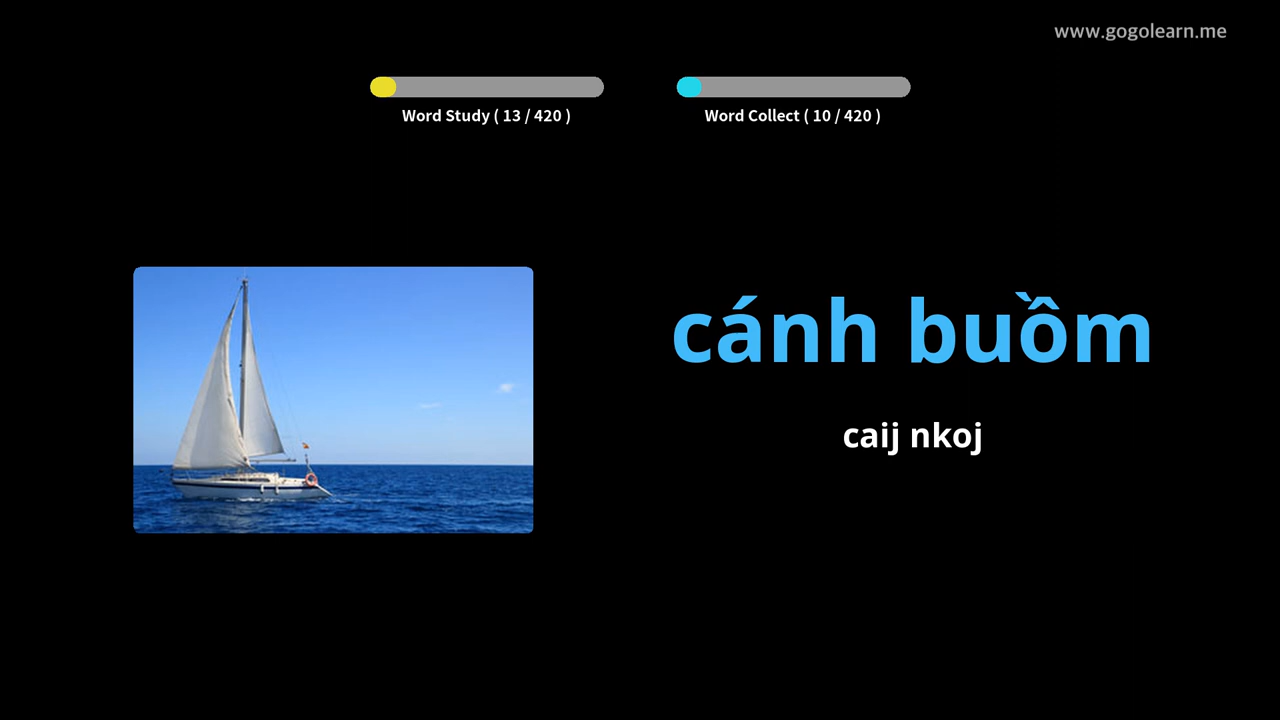 www.gogolearn.me
Word Study ( 13 / 420 )
Word Collect ( 10 / 420 )
cánh buồm
caij nkoj